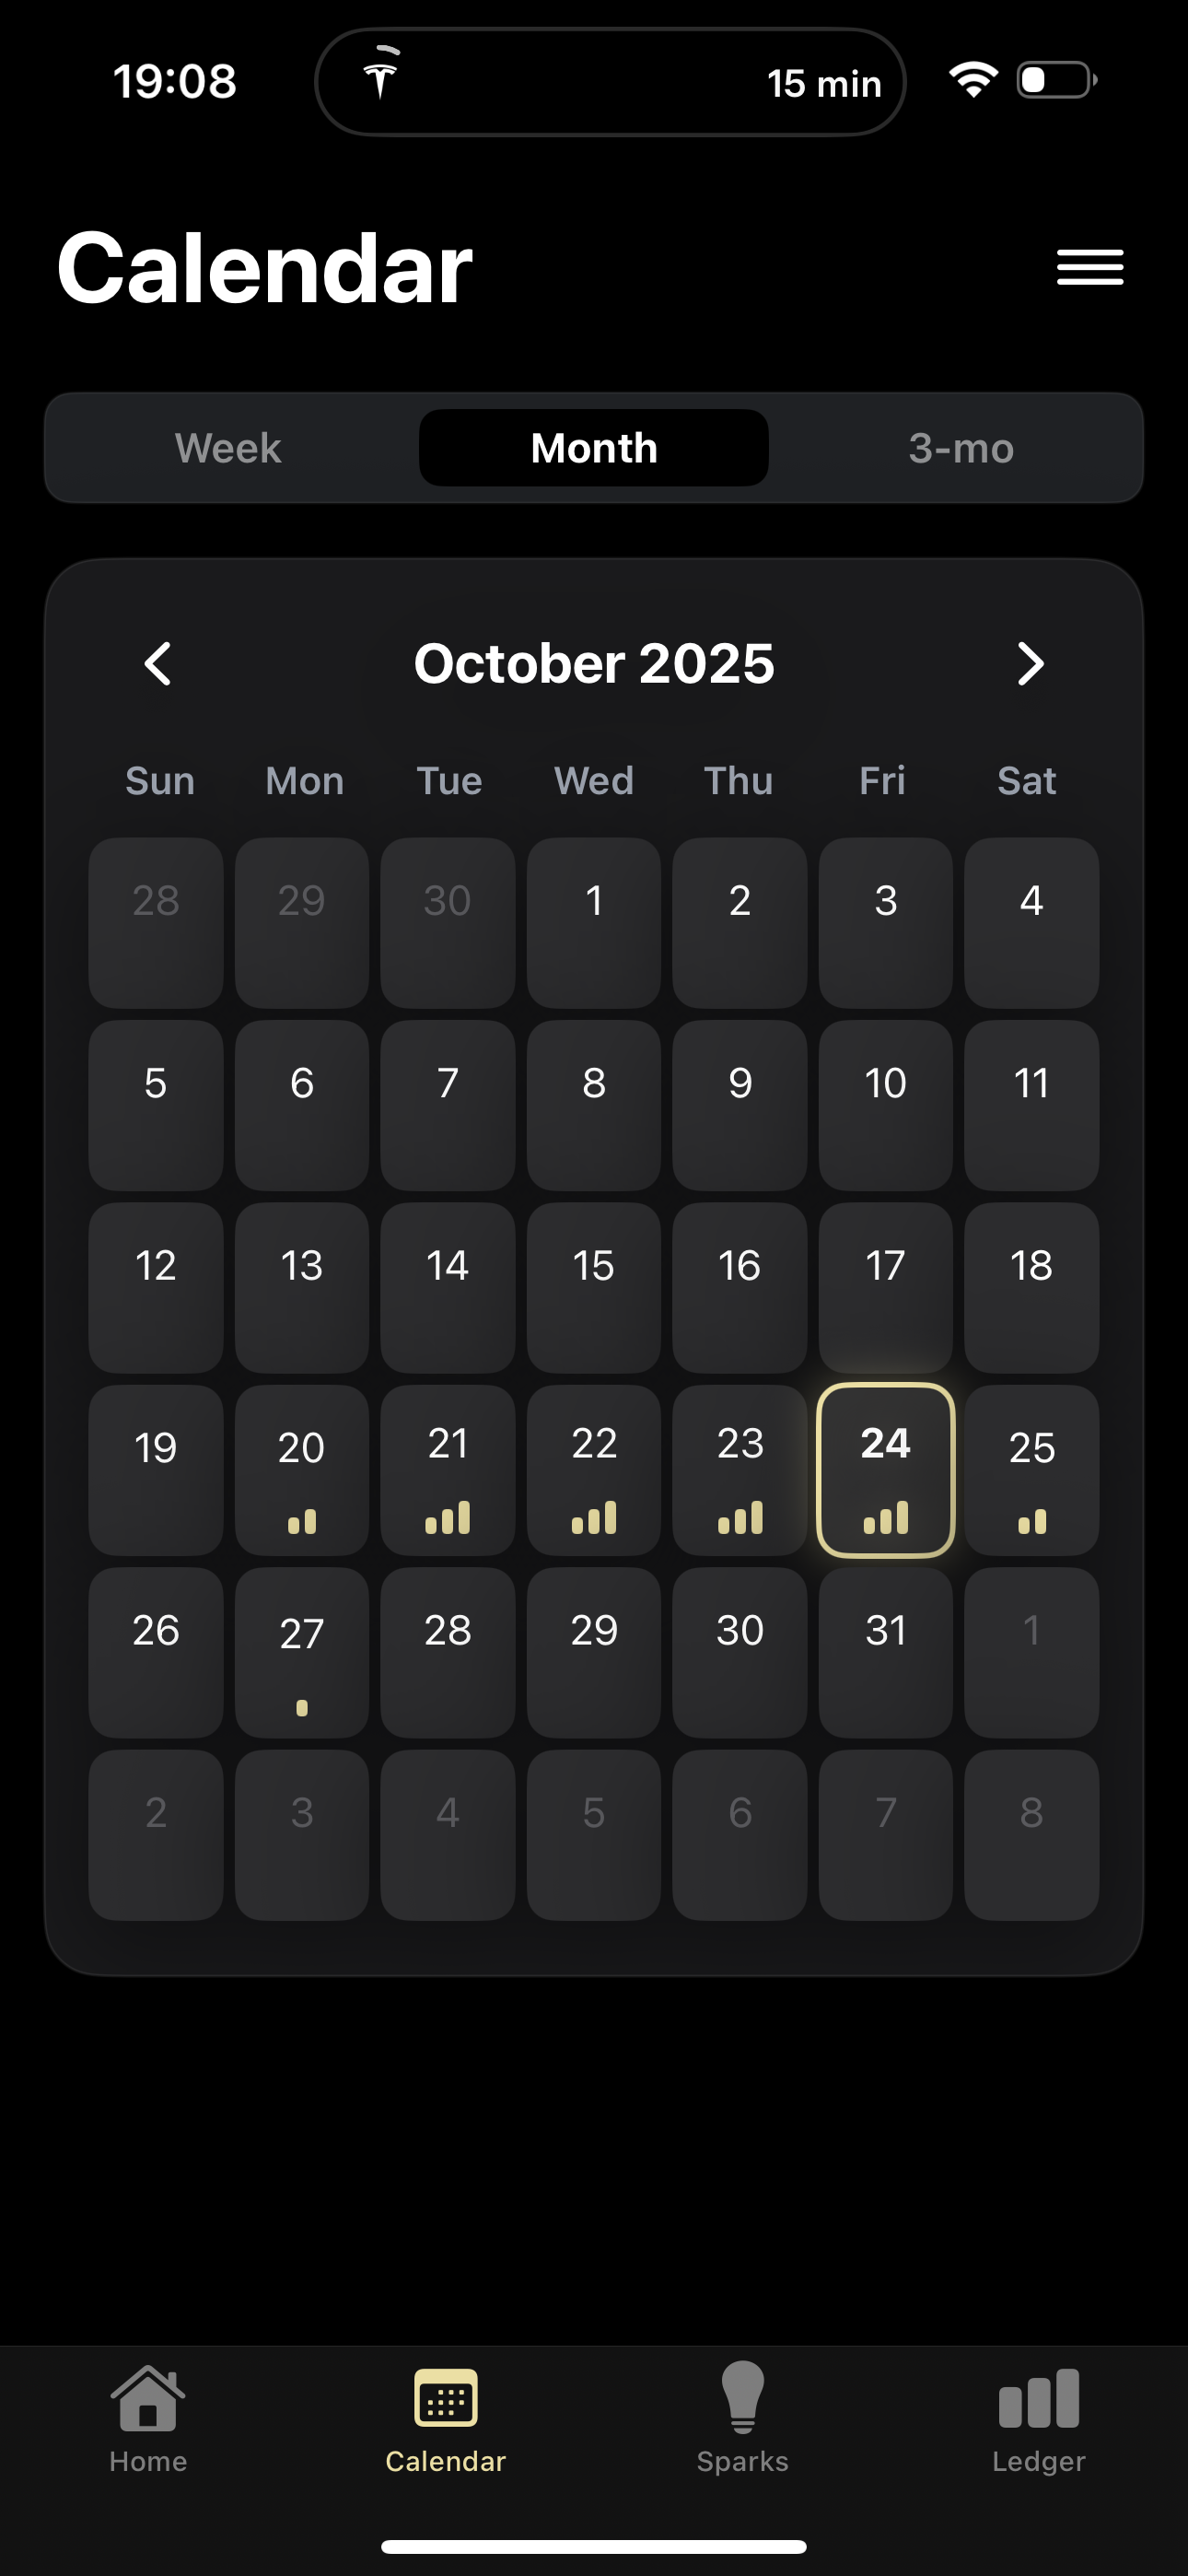 19:08 15 min
Calendar
Week Month 3-mo
October 2025
Sun Mon Tue Wed Thu Fri Sat
28 29 30 1 2 3 4
5 6 7 8 9 10 11
12 13 14 15 16 17 18
19 20 21 22 23 24 25
26 27 28 29 30 31 1
2 3 4 5 6 7 8
Home Calendar Sparks Ledger